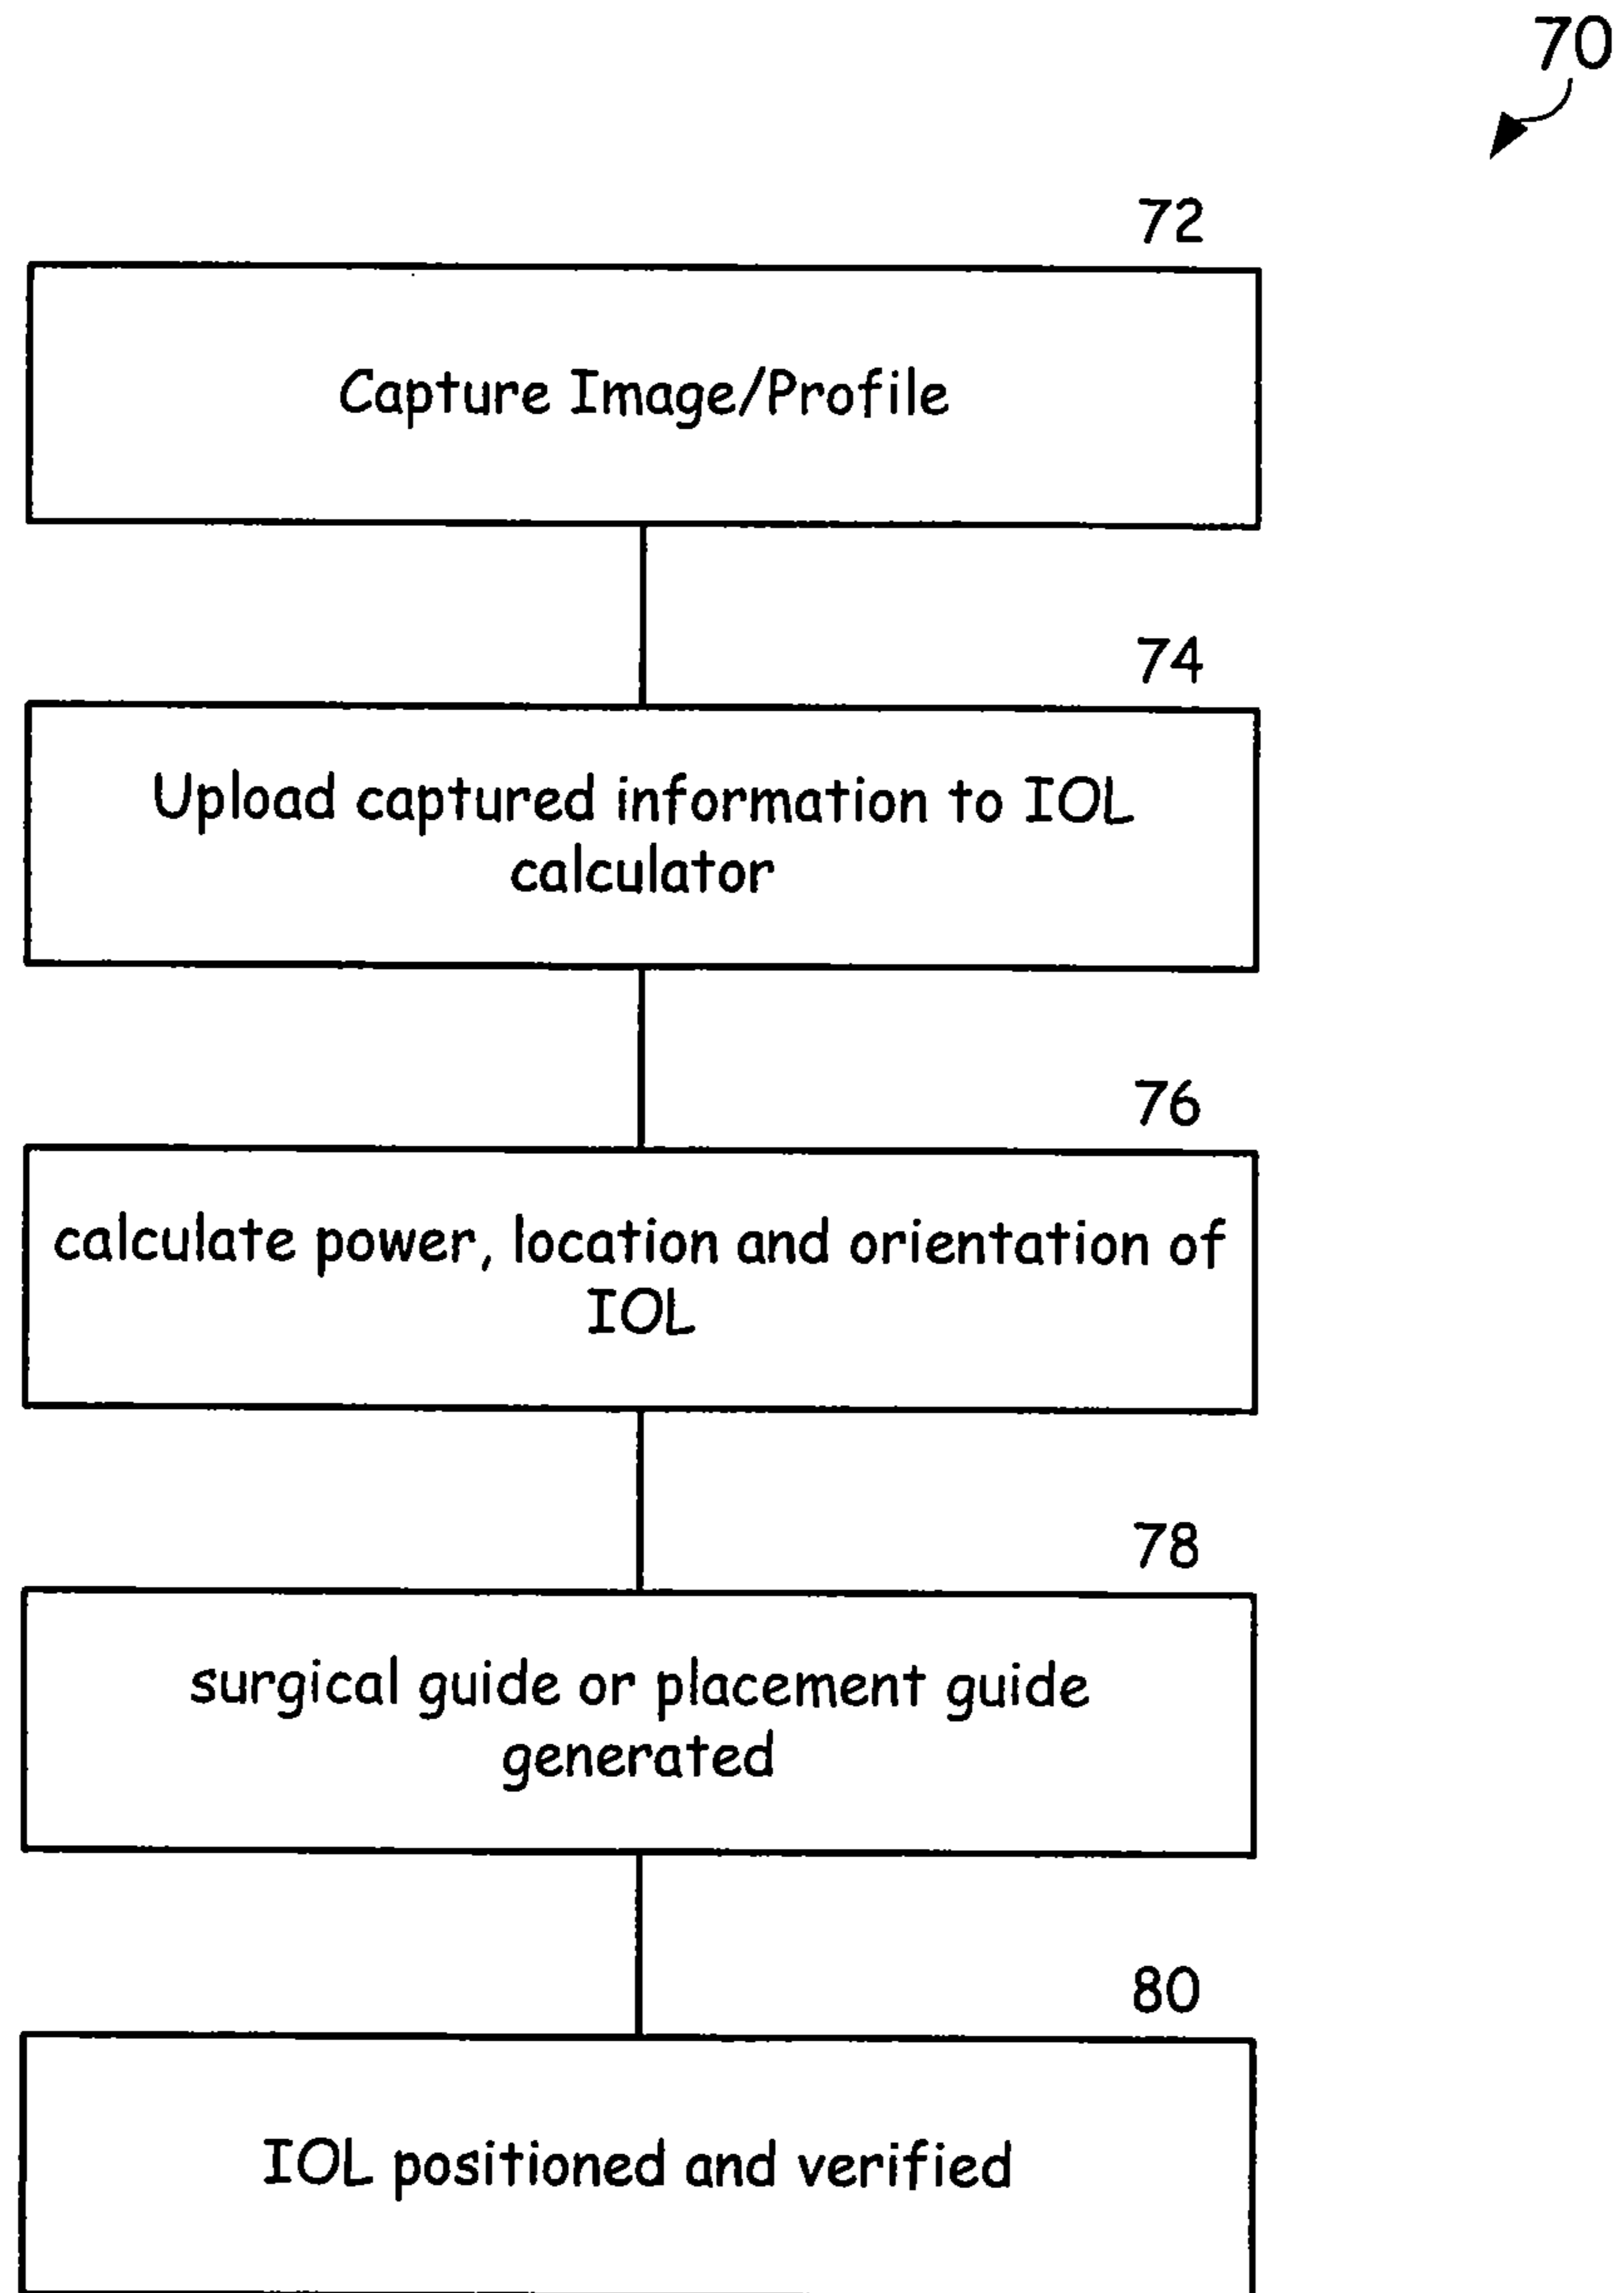 70
72
Capture Image/Profile
74
Upload captured information to IOL
calculator
76
calculate power, location and orientation of
IOL
78
surgical guide or placement guide
generated
80
IOL positioned and verified